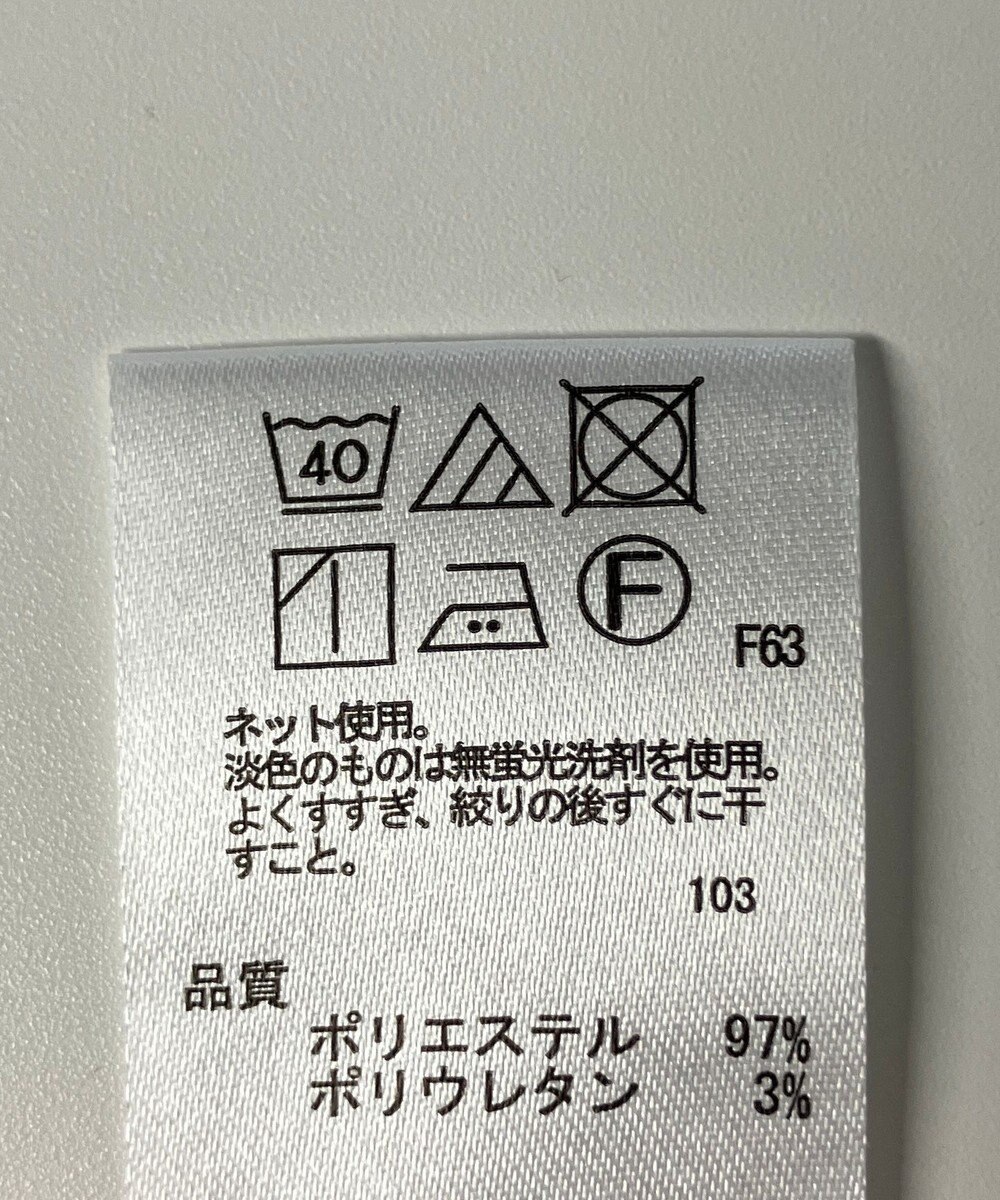 40
F
F63
ネット使用。
淡色のものは無蛍光洗剤を使用。
よくすすぎ、絞りの後すぐに干
すこと。
103
品質
ポリエステル 97%
ポリウレタン 3%